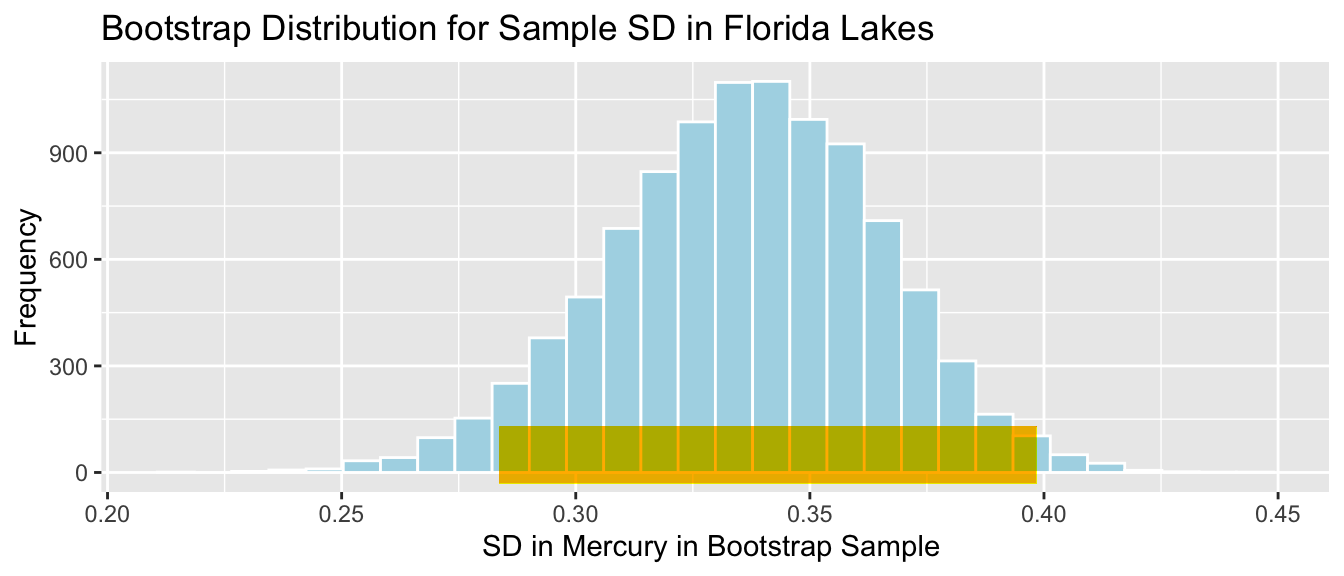 Bootstrap Distribution for Sample SD in Florida Lakes
Frequency
900
600
300
0
0.20 0.25 0.30 0.35 0.40 0.45
SD in Mercury in Bootstrap Sample